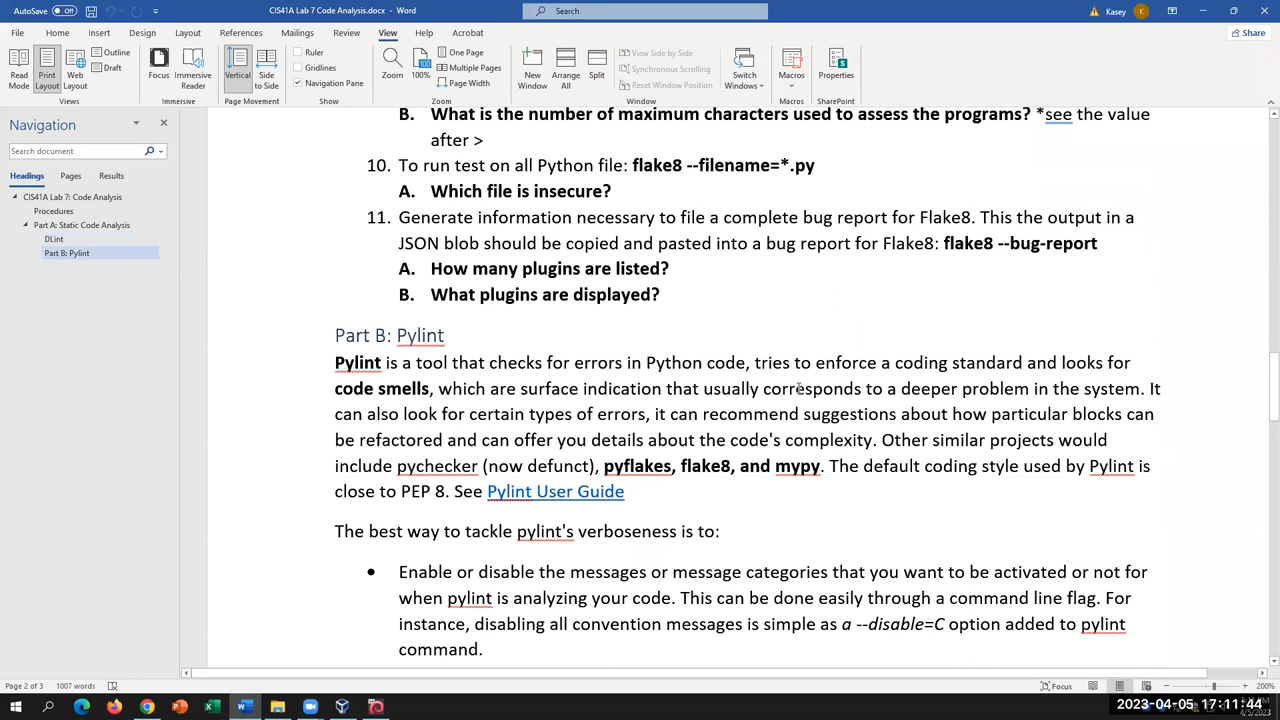 AutoSave Off
CIS41A Lab 7 Code Analysis.docx - Word
Search
Kasey
File Home Insert Design Layout References Mailings Review View Help Acrobat
Share
Read Mode
Print Layout
Web Layout
Outline
Draft
Views
Focus
Immersive Reader
Immersive
Vertical
Side to Side
Page Movement
Ruler
Gridlines
Navigation Pane
Show
Zoom
100%
One Page
Multiple Pages
Page Width
Zoom
New Window
Arrange All
Split
View Side by Side
Synchronous Scrolling
Reset Window Position
Switch Windows
Window
Macros
Macros
Properties
SharePoint
Navigation
Search document
Headings Pages Results
CIS41A Lab 7: Code Analysis
Procedures
Part A: Static Code Analysis
DLint
Part B: Pylint
B. What is the number of maximum characters used to assess the programs? *see the value
after >
10. To run test on all Python file: flake8 --filename=*.py
A. Which file is insecure?
11. Generate information necessary to file a complete bug report for Flake8. This the output in a
JSON blob should be copied and pasted into a bug report for Flake8: flake8 --bug-report
A. How many plugins are listed?
B. What plugins are displayed?
Part B: Pylint
Pylint is a tool that checks for errors in Python code, tries to enforce a coding standard and looks for
code smells, which are surface indication that usually corresponds to a deeper problem in the system. It
can also look for certain types of errors, it can recommend suggestions about how particular blocks can
be refactored and can offer you details about the code's complexity. Other similar projects would
include pychecker (now defunct), pyflakes, flake8, and mypy. The default coding style used by Pylint is
close to PEP 8. See Pylint User Guide
The best way to tackle pylint's verboseness is to:
• Enable or disable the messages or message categories that you want to be activated or not for
when pylint is analyzing your code. This can be done easily through a command line flag. For
instance, disabling all convention messages is simple as a --disable=C option added to pylint
command.
Page 2 of 3 1007 words
Focus
200%
2023-04-05 17:11:44
4/5/2023